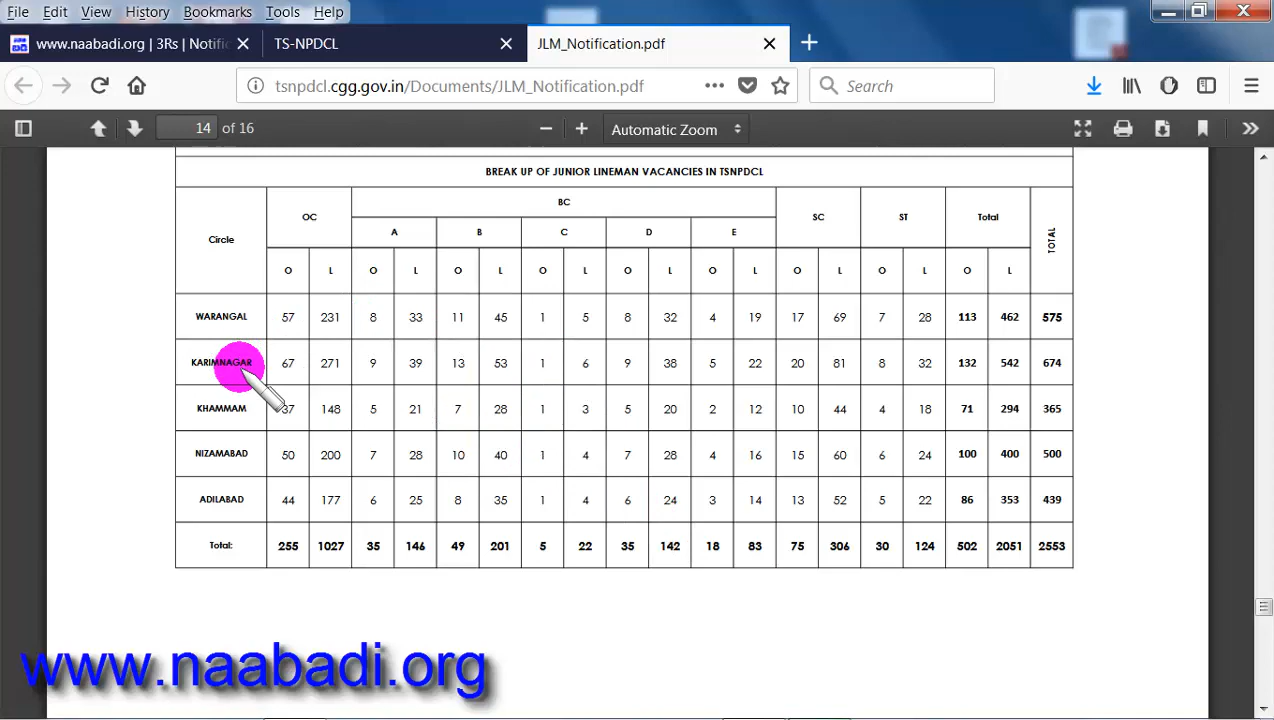 File Edit View History Bookmarks Tools Help
www.naabadi.org | 3Rs | Notific
TS-NPDCL
JLM_Notification.pdf
tsnpdcl.cgg.gov.in/Documents/JLM_Notification.pdf
Search
14 of 16
Automatic Zoom
BREAK UP OF JUNIOR LINEMAN VACANCIES IN TSNPDCL
Circle OC BC SC ST Total TOTAL
A B C D E
O L O L O L O L O L O L O L O L O L
WARANGAL 57 231 8 33 11 45 1 5 8 32 4 19 17 69 7 28 113 462 575
KARIMNAGAR 67 271 9 39 13 53 1 6 9 38 5 22 20 81 8 32 132 542 674
KHAMMAM 37 148 5 21 7 28 1 3 5 20 2 12 10 44 4 18 71 294 365
NIZAMABAD 50 200 7 28 10 40 1 4 7 28 4 16 15 60 6 24 100 400 500
ADILABAD 44 177 6 25 8 35 1 4 6 24 3 14 13 52 5 22 86 353 439
Total: 255 1027 35 146 49 201 5 22 35 142 18 83 75 306 30 124 502 2051 2553
www.naabadi.org